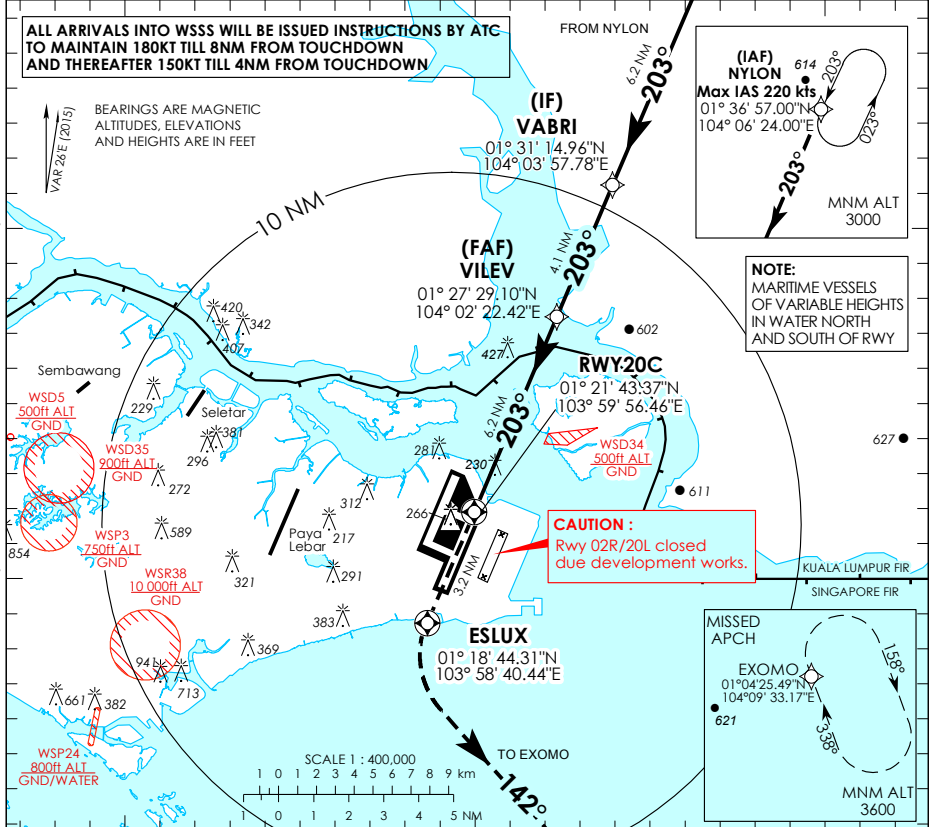 ALL ARRIVALS INTO WSSS WILL BE ISSUED INSTRUCTIONS BY ATC
TO MAINTAIN 180KT TILL 8NM FROM TOUCHDOWN
AND THEREAFTER 150KT TILL 4NM FROM TOUCHDOWN
VAR 26'E (2015)
BEARINGS ARE MAGNETIC
ALTITUDES, ELEVATIONS
AND HEIGHTS ARE IN FEET
FROM NYLON
6.2 NM
203°
(IAF)
NYLON
Max IAS 220 kts
01° 36' 57.00"N
104° 06' 24.00"E
614
203°
023°
203°
MNM ALT
3000
(IF)
VABRI
01° 31' 14.96"N
104° 03' 57.78"E
10 NM
4.1 NM
203°
(FAF)
VILEV
01° 27' 29.10"N
104° 02' 22.42"E
NOTE:
MARITIME VESSELS
OF VARIABLE HEIGHTS
IN WATER NORTH
AND SOUTH OF RWY
420
342
407
427
602
RWY 20C
01° 21' 43.37"N
103° 59' 56.46"E
6.2 NM
203°
Sembawang
WSD5
500ft ALT
GND
229
Seletar
381
296
WSD35
900ft ALT
GND
272
281
230
WSD34
500ft ALT
GND
627
611
312
266
854
WSP3
750ft ALT
GND
589
Paya
Lebar
217
321
291
3.2 NM
CAUTION :
Rwy 02R/20L closed
due development works.
KUALA LUMPUR FIR
SINGAPORE FIR
WSR38
10 000ft ALT
GND
383
369
941
713
661
382
ESLUX
01° 18' 44.31"N
103° 58' 40.44"E
MISSED
APCH
EXOMO
01°04'25.49"N
104°09' 33.17"E
158°
338°
621
MNM ALT
3600
WSP24
800ft ALT
GND/WATER
SCALE 1 : 400,000
1 0 1 2 3 4 5 6 7 8 9 km
1 0 1 2 3 4 5 NM
TO EXOMO
142°